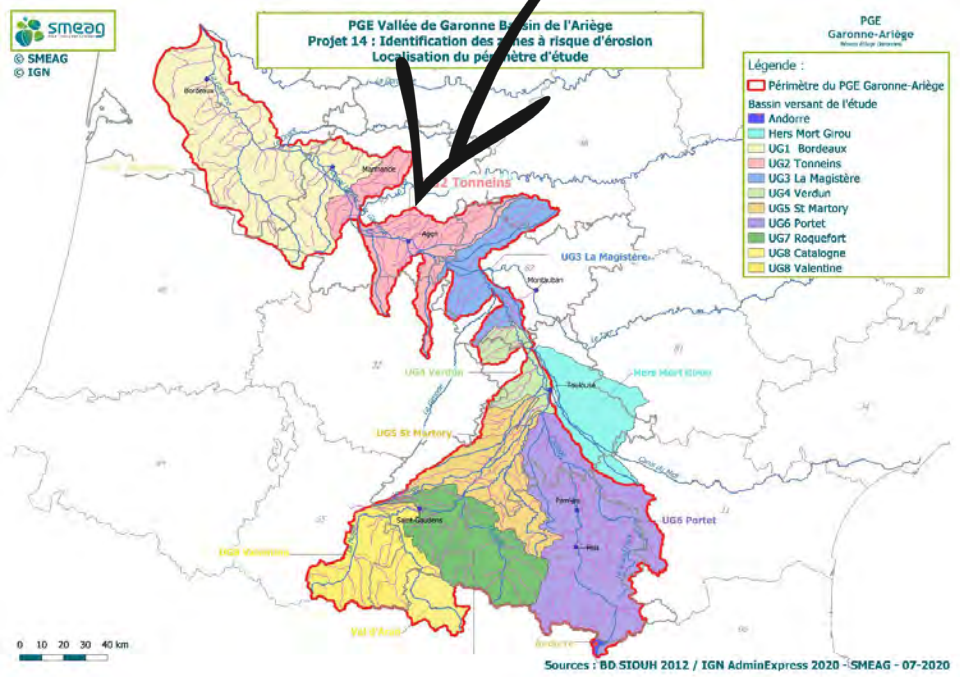 smeag
© SMEAG
© IGN
PGE Vallée de Garonne Bassin de l'Ariège
Projet 14 : Identification des zones à risque d'érosion
Localisation du périmètre d'étude
PGE
Garonne-Ariège
Légende :
Périmètre du PGE Garonne-Ariège
Bassin versant de l'étude
Andorre
Hers Mort Girou
UG1 Bordeaux
UG2 Tonneins
UG3 La Magistère
UG4 Verdun
UG5 St Martory
UG6 Portet
UG7 Roquefort
UG8 Catalogne
UG8 Valentine
Bordeaux
Marmande
UG2 Tonneins
Agen
UG3 La Magistère
Montauban
UG4 Verdun
Hers Mort Girou
Toulouse
UG5 St Martory
Canal du Midi
UG6 Portet
Saint-Gaudens
Foix
Val d'Aran
Andorre
0 10 20 30 40 km
Sources : BD SIOUH 2012 / IGN AdminExpress 2020 - SMEAG - 07-2020